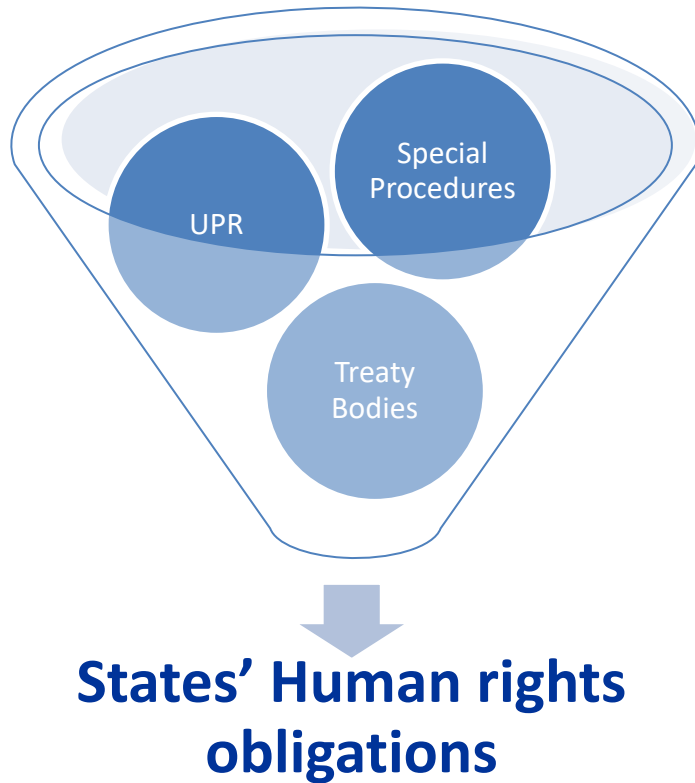 Special
Procedures
UPR
Treaty
Bodies
States’ Human rights
obligations